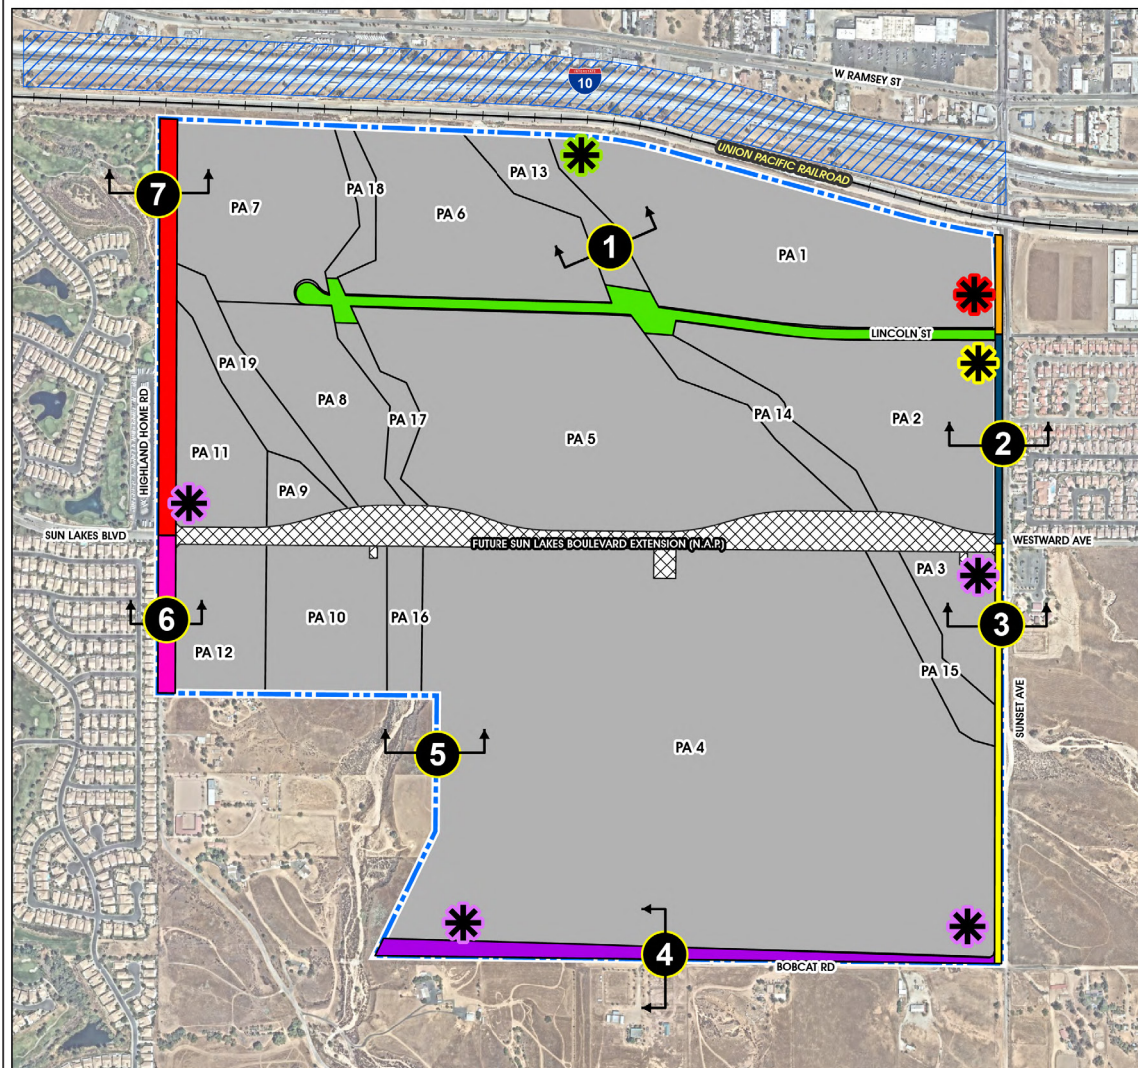 W RAMSEY ST
INTERSTATE
10
UNION PACIFIC RAILROAD
PA 13
PA 18
7
PA 7
PA 6
1
PA 1
LINCOLN ST
PA 19
PA 8
PA 17
PA 14
PA 2
HIGHLAND HOME RD
PA 5
2
PA 11
PA 9
SUN LAKES BLVD
FUTURE SUN LAKES BOULEVARD EXTENSION (N.A.P.)
WESTWARD AVE
PA 3
6
PA 10
PA 16
3
PA 12
PA 15
SUNSET AVE
5
PA 4
4
BOBCAT RD